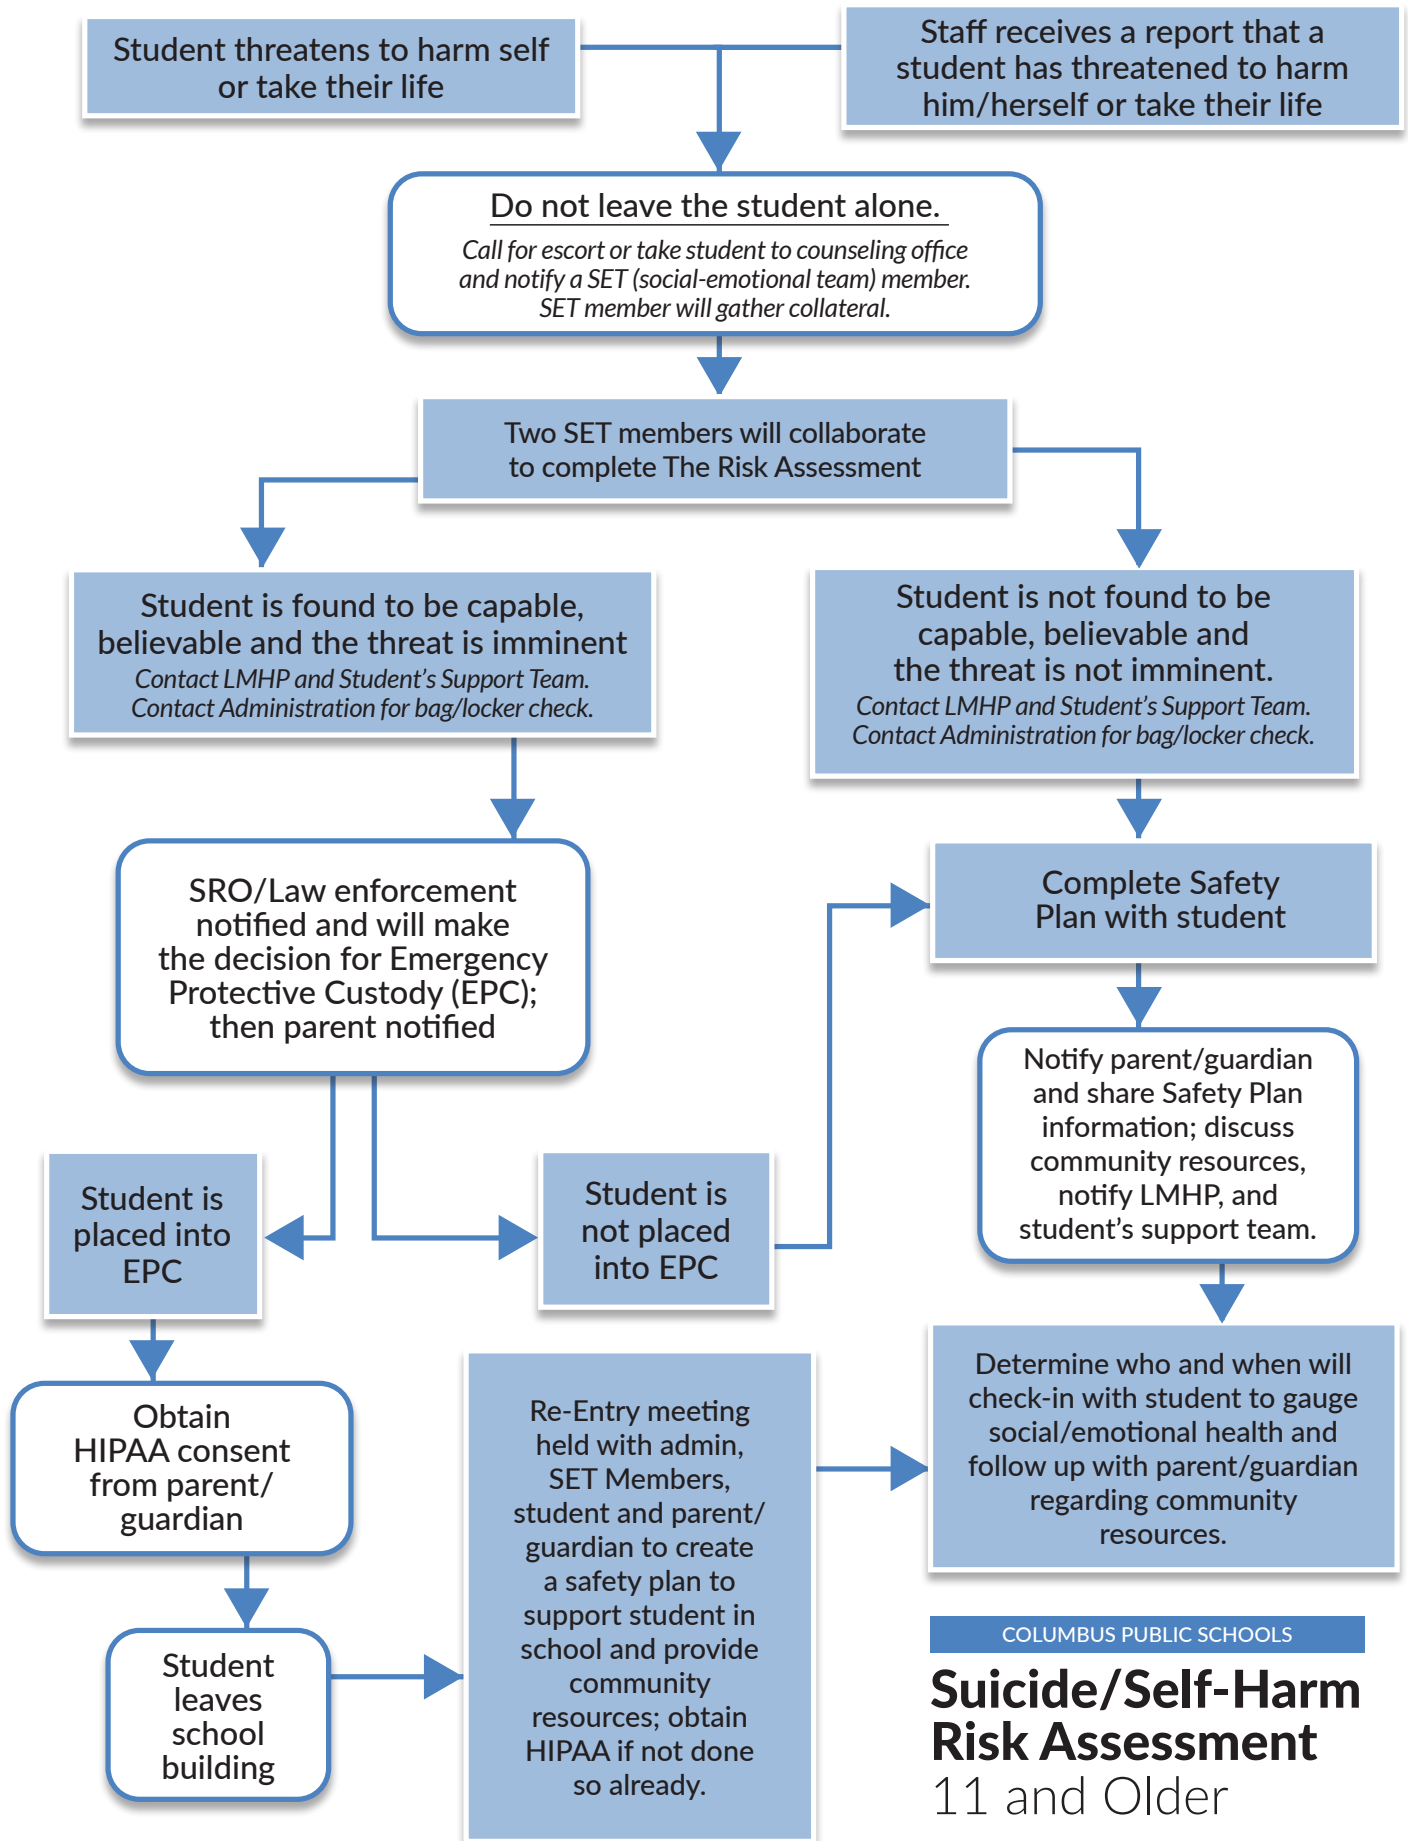 Student threatens to harm self
or take their life
Staff receives a report that a
student has threatened to harm
him/herself or take their life
Do not leave the student alone.
Call for escort or take student to counseling office
and notify a SET (social-emotional team) member.
SET member will gather collateral.
Two SET members will collaborate
to complete The Risk Assessment
Student is found to be capable,
believable and the threat is imminent
Contact LMHP and Student’s Support Team.
Contact Administration for bag/locker check.
Student is not found to be
capable, believable and
the threat is not imminent.
Contact LMHP and Student’s Support Team.
Contact Administration for bag/locker check.
SRO/Law enforcement
notified and will make
the decision for Emergency
Protective Custody (EPC);
then parent notified
Complete Safety
Plan with student
Notify parent/guardian
and share Safety Plan
information; discuss
community resources,
notify LMHP, and
student’s support team.
Student is
placed into
EPC
Student is
not placed
into EPC
Obtain
HIPAA consent
from parent/
guardian
Student
leaves
school
building
Re-Entry meeting
held with admin,
SET Members,
student and parent/
guardian to create
a safety plan to
support student in
school and provide
community
resources; obtain
HIPAA if not done
so already.
Determine who and when will
check-in with student to gauge
social/emotional health and
follow up with parent/guardian
regarding community
resources.
COLUMBUS PUBLIC SCHOOLS
Suicide/Self-Harm
Risk Assessment
11 and Older